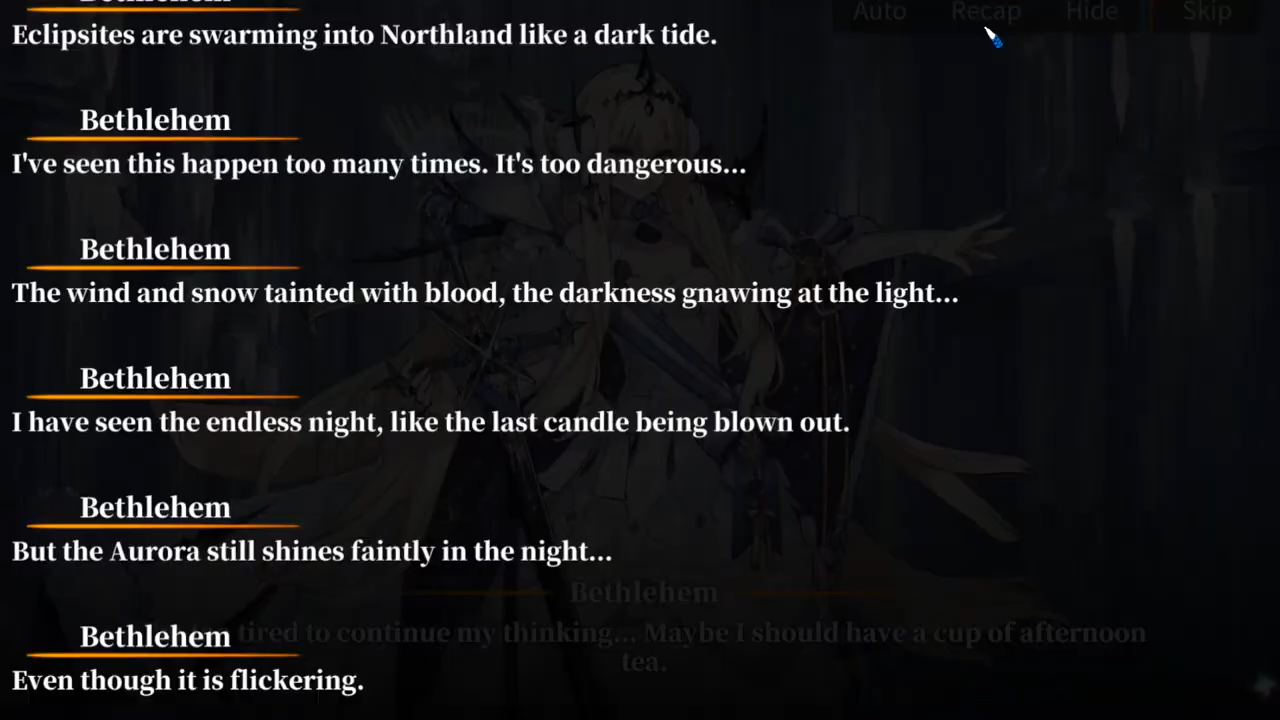 Bethlehem
Auto Recap Hide Skip
Eclipsites are swarming into Northland like a dark tide.
Bethlehem
I've seen this happen too many times. It's too dangerous...
Bethlehem
The wind and snow tainted with blood, the darkness gnawing at the light...
Bethlehem
I have seen the endless night, like the last candle being blown out.
Bethlehem
But the Aurora still shines faintly in the night...
Bethlehem
Bethlehem
tired to continue my thinking... Maybe I should have a cup of afternoon
tea.
Even though it is flickering.